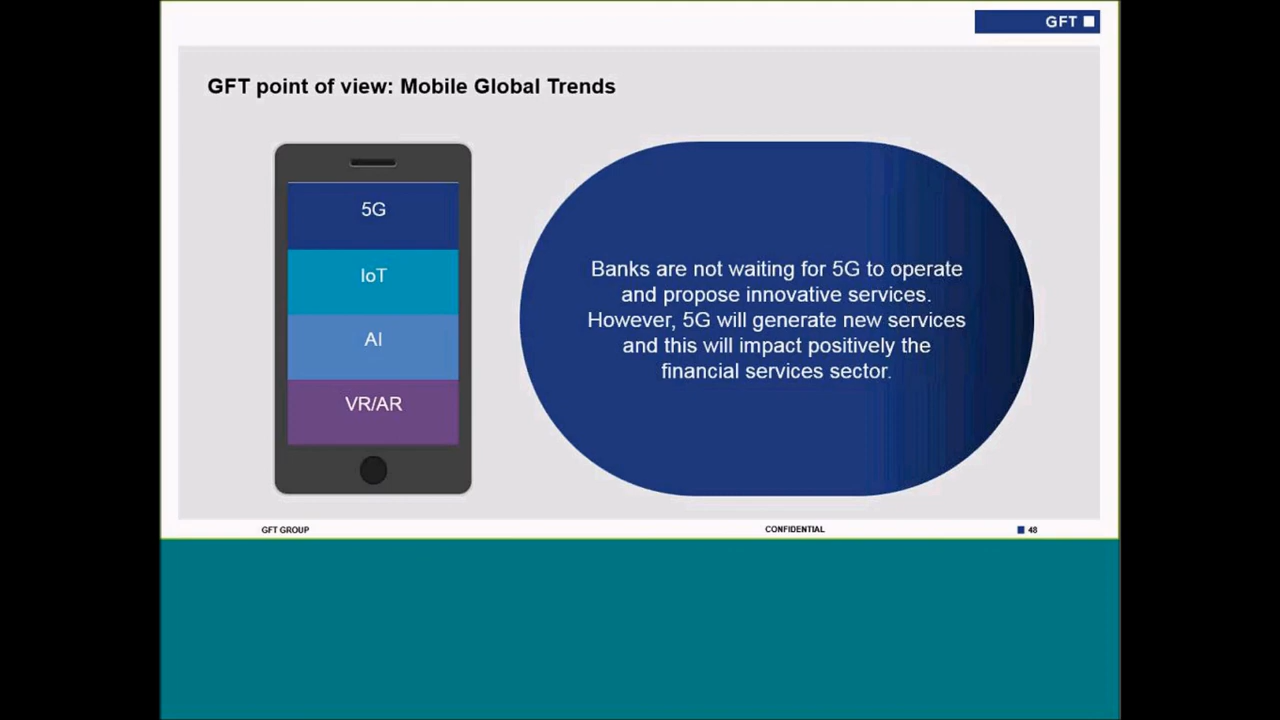 GFT
GFT point of view: Mobile Global Trends
5G
IoT
AI
VR/AR
Banks are not waiting for 5G to operate
and propose innovative services.
However, 5G will generate new services
and this will impact positively the
financial services sector.
GFT GROUP
CONFIDENTIAL
48